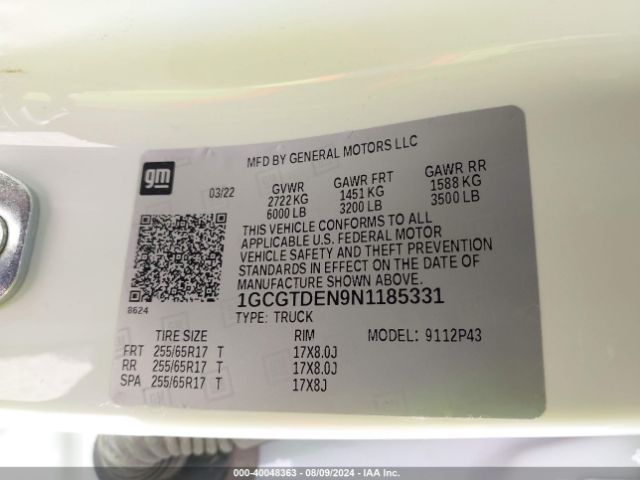 MFD BY GENERAL MOTORS LLC
gm
03/22
GVWR GAWR FRT GAWR RR
2722 KG 1451 KG 1588 KG
6000 LB 3200 LB 3500 LB
THIS VEHICLE CONFORMS TO ALL
APPLICABLE U.S. FEDERAL MOTOR
VEHICLE SAFETY AND THEFT PREVENTION
STANDARDS IN EFFECT ON THE DATE OF
MANUFACTURE SHOWN ABOVE.
8624
1GCGTDEN9N1185331
TYPE: TRUCK
TIRE SIZE RIM MODEL: 9112P43
FRT 255/65R17 T 17X8.0J
RR 255/65R17 T 17X8.0J
SPA 255/65R17 T 17X8J
000-40048363 - 08/09/2024 - IAA Inc.